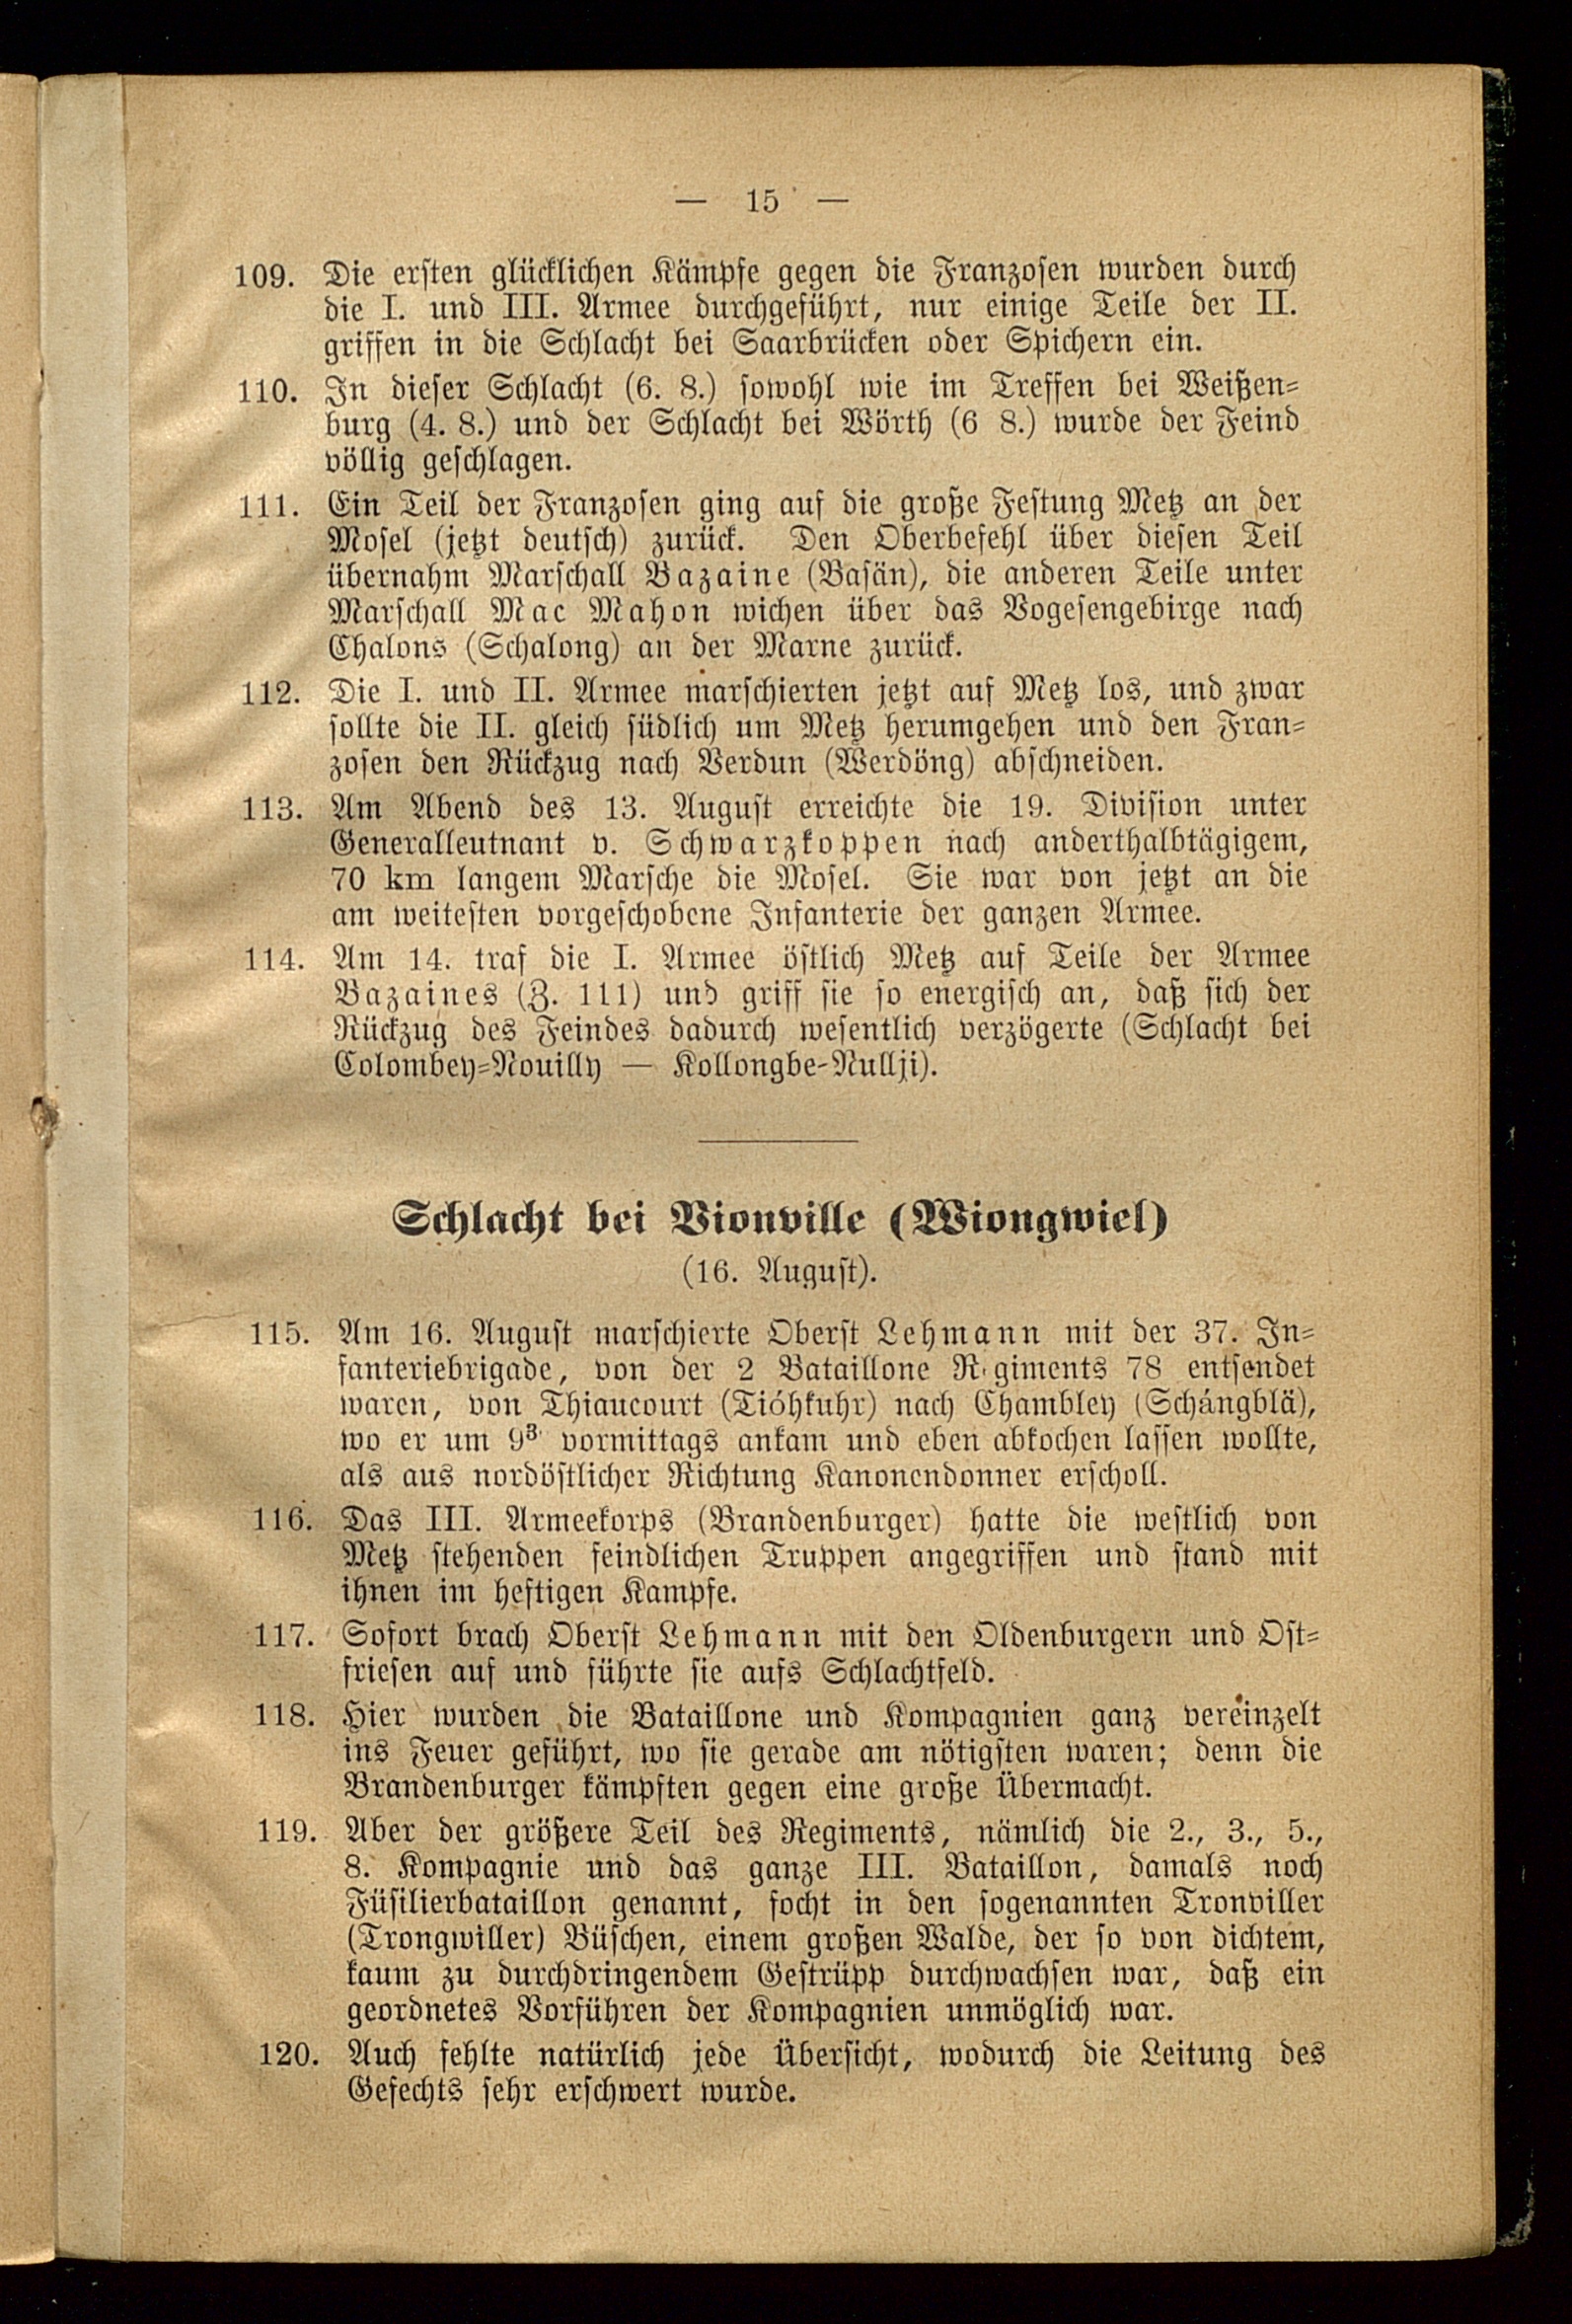 — 15 —
109. Die ersten glücklichen Kämpfe gegen die Franzosen wurden durch
die I. und III. Armee durchgeführt, nur einige Teile der II.
griffen in die Schlacht bei Saarbrücken oder Spichern ein.
110. In dieser Schlacht (6. 8.) sowohl wie im Treffen bei Weißen-
burg (4. 8.) und der Schlacht bei Wörth (6 8.) wurde der Feind
völlig geschlagen.
111. Ein Teil der Franzosen ging auf die große Festung Metz an der
Mosel (jetzt deutsch) zurück. Den Oberbefehl über diesen Teil
übernahm Marschall Bazaine (Basän), die anderen Teile unter
Marschall Mac Mahon wichen über das Vogesengebirge nach
Chalons (Schalong) an der Marne zurück.
112. Die I. und II. Armee marschierten jetzt auf Metz los, und zwar
sollte die II. gleich südlich um Metz herumgehen und den Fran-
zosen den Rückzug nach Verdun (Werdöng) abschneiden.
113. Am Abend des 13. August erreichte die 19. Division unter
Generalleutnant v. Schwarzkoppen nach anderthalbtägigem,
70 km langem Marsche die Mosel. Sie war von jetzt an die
am weitesten vorgeschobene Infanterie der ganzen Armee.
114. Am 14. traf die I. Armee östlich Metz auf Teile der Armee
Bazaines (Z. 111) und griff sie so energisch an, daß sich der
Rückzug des Feindes dadurch wesentlich verzögerte (Schlacht bei
Colombey-Nouilly — Kollongbe-Nullji).
Schlacht bei Vionville (Wiongwiel)
(16. August).
115. Am 16. August marschierte Oberst Lehmann mit der 37. In-
fanteriebrigade, von der 2 Bataillone R giments 78 entsendet
waren, von Thiaucourt (Tióhkuhr) nach Chambley (Schángblä),
wo er um 9³ vormittags ankam und eben abkochen lassen wollte,
als aus nordöstlicher Richtung Kanonendonner erscholl.
116. Das III. Armeekorps (Brandenburger) hatte die westlich von
Metz stehenden feindlichen Truppen angegriffen und stand mit
ihnen im heftigen Kampfe.
117. Sofort brach Oberst Lehmann mit den Oldenburgern und Ost-
friesen auf und führte sie aufs Schlachtfeld.
118. Hier wurden die Bataillone und Kompagnien ganz vereinzelt
ins Feuer geführt, wo sie gerade am nötigsten waren; denn die
Brandenburger kämpften gegen eine große Übermacht.
119. Aber der größere Teil des Regiments, nämlich die 2., 3., 5.,
8. Kompagnie und das ganze III. Bataillon, damals noch
Füsilierbataillon genannt, focht in den sogenannten Tronviller
(Trongwiller) Büschen, einem großen Walde, der so von dichtem,
kaum zu durchdringendem Gestrüpp durchwachsen war, daß ein
geordnetes Vorführen der Kompagnien unmöglich war.
120. Auch fehlte natürlich jede Übersicht, wodurch die Leitung des
Gefechts sehr erschwert wurde.